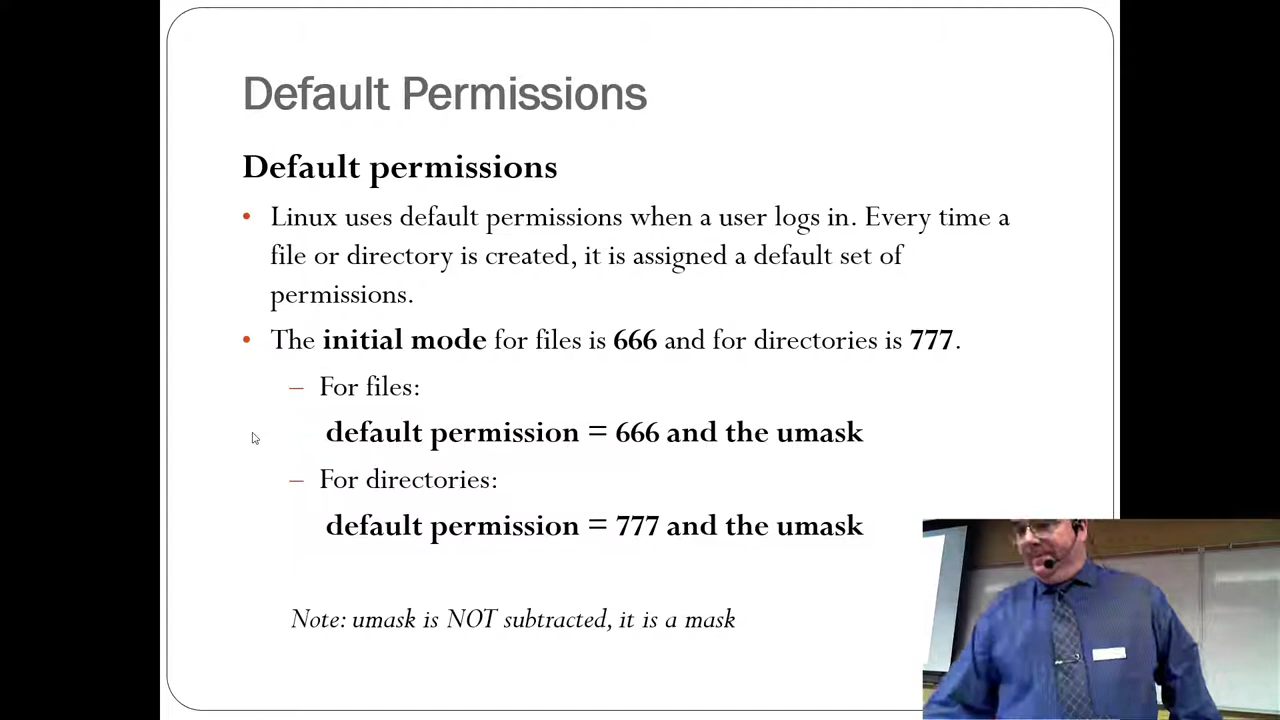 Default Permissions
Default permissions
• Linux uses default permissions when a user logs in. Every time a
file or directory is created, it is assigned a default set of
permissions.
• The initial mode for files is 666 and for directories is 777.
– For files:
default permission = 666 and the umask
– For directories:
default permission = 777 and the umask
Note: umask is NOT subtracted, it is a mask